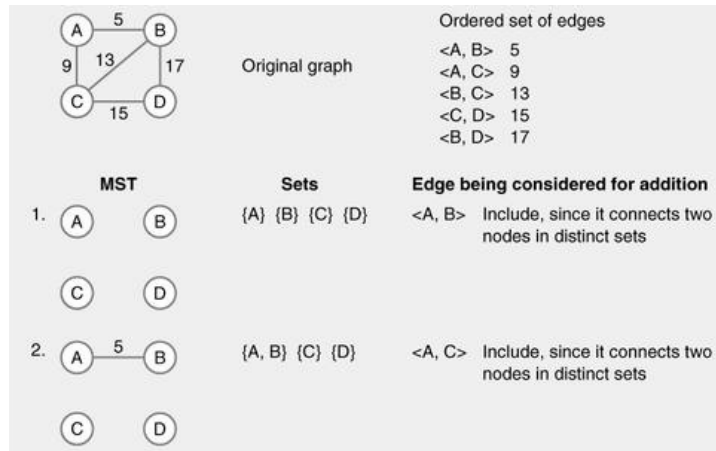 A 5 B
9 13 17
C 15 D
Original graph
Ordered set of edges
<A, B> 5
<A, C> 9
<B, C> 13
<C, D> 15
<B, D> 17
MST Sets Edge being considered for addition
1. A B {A} {B} {C} {D} <A, B> Include, since it connects two
nodes in distinct sets
C D
2. A 5 B {A, B} {C} {D} <A, C> Include, since it connects two
nodes in distinct sets
C D